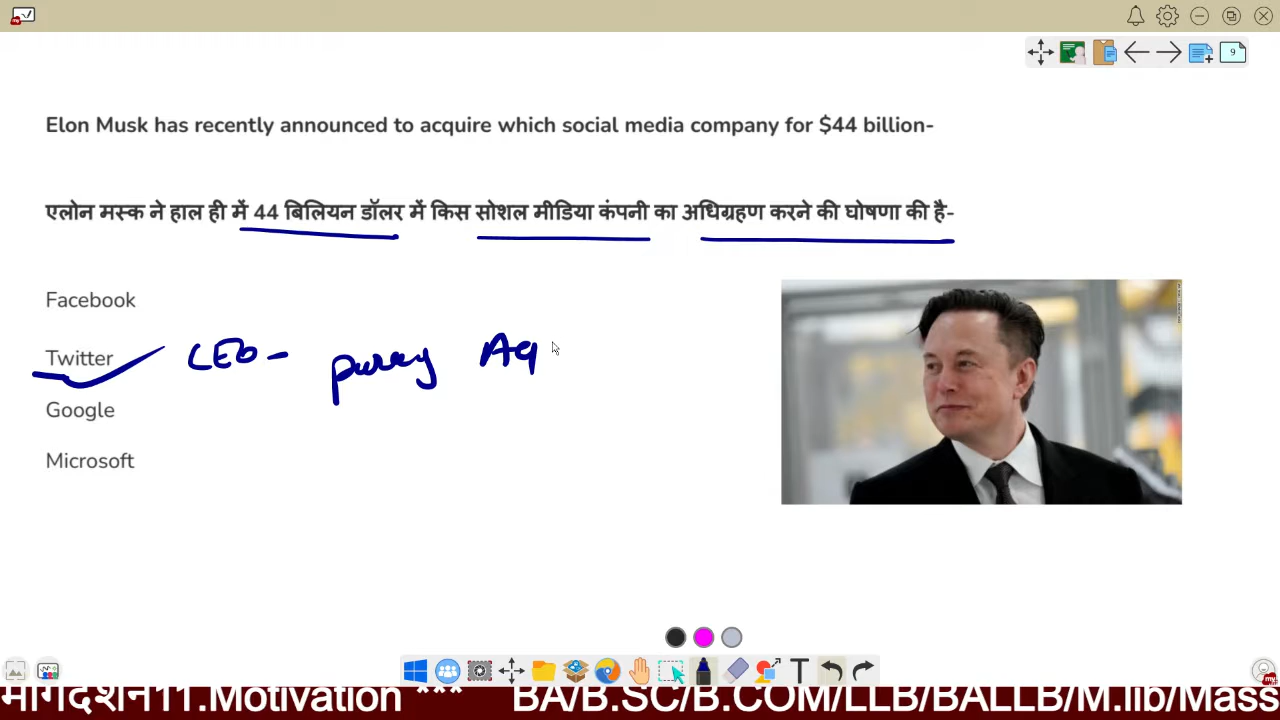 9
Elon Musk has recently announced to acquire which social media company for $44 billion-
एलोन मस्क ने हाल ही में 44 बिलियन डॉलर में किस सोशल मीडिया कंपनी का अधिग्रहण करने की घोषणा की है-
Facebook
Twitter CEO - Ag
Google
Microsoft
मार्गदर्शन11.Motivation *** BA/B.SC/B.COM/LLB/BALLB/M.lib/Mass